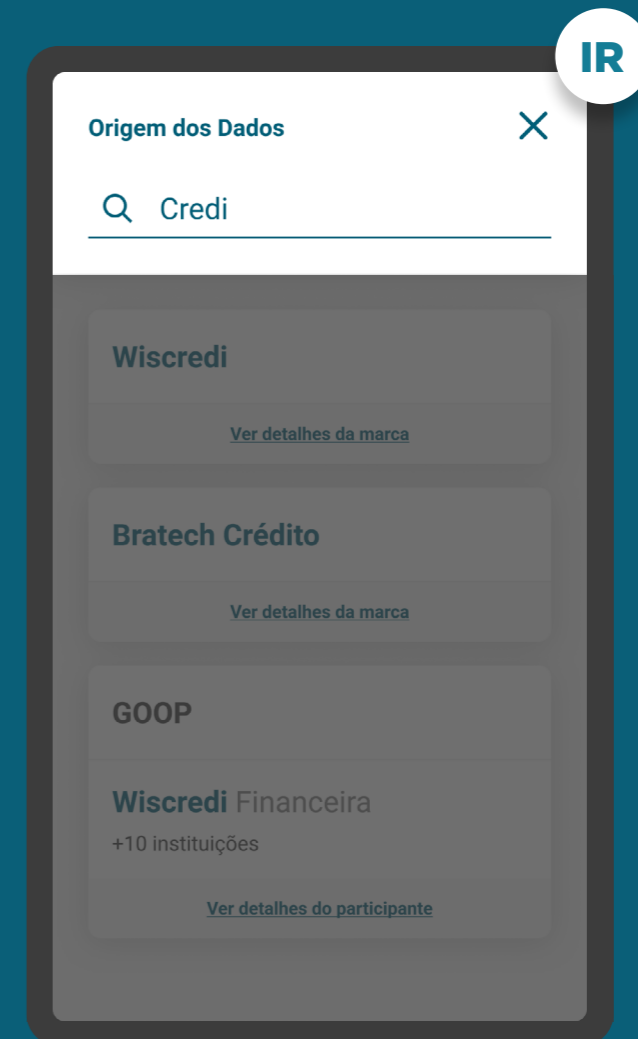 IR
Origem dos Dados
Credi
Wiscredi
Ver detalhes da marca
Bratech Crédito
Ver detalhes da marca
GOOP
Wiscredi Financeira
+10 instituições
Ver detalhes do participante